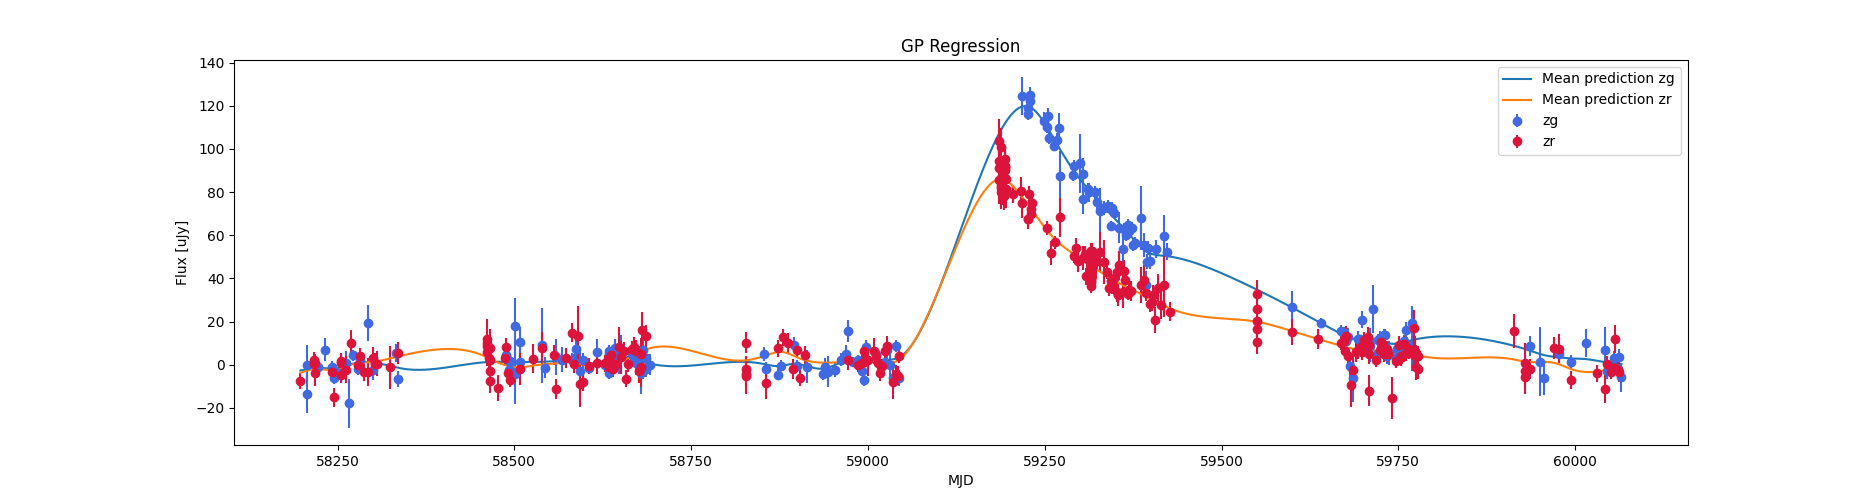 GP Regression
Flux [uJy]
140
120
100
80
60
40
20
0
−20
58250
58500
58750
59000
59250
59500
59750
60000
MJD
Mean prediction zg
Mean prediction zr
zg
zr